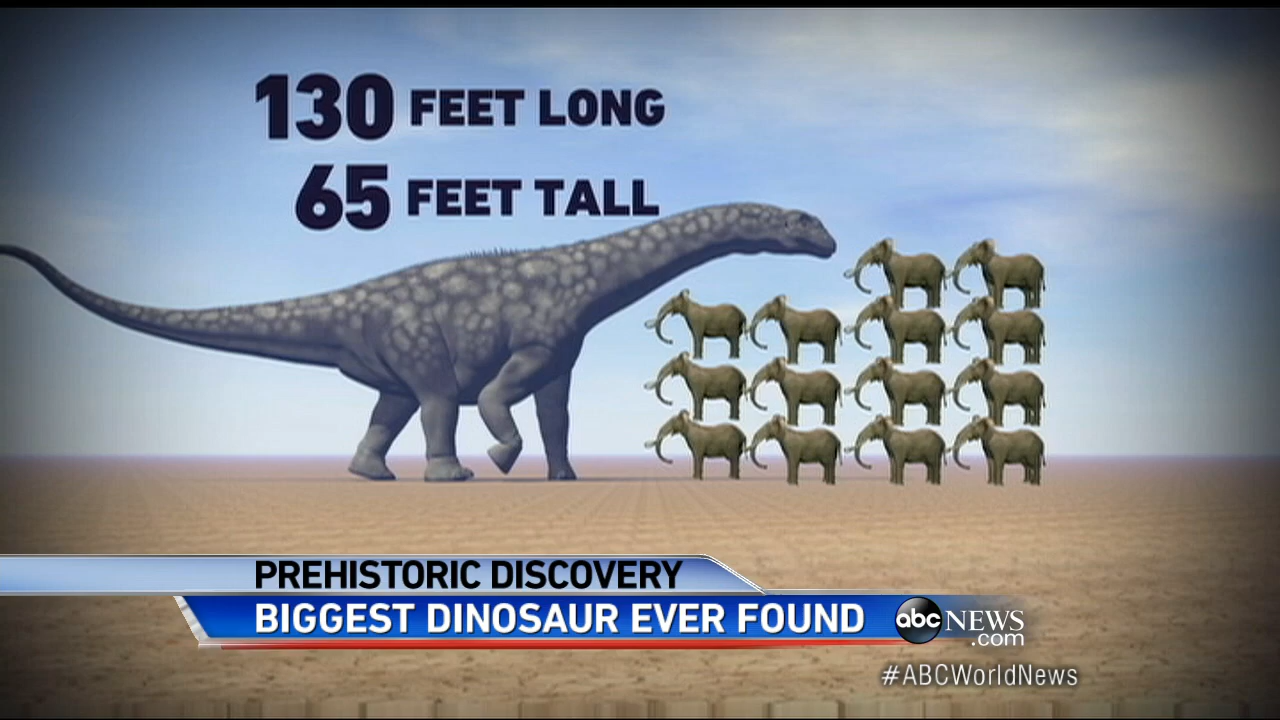 130 FEET LONG
65 FEET TALL
PREHISTORIC DISCOVERY
BIGGEST DINOSAUR EVER FOUND
abc NEWS
.com
#ABCWorldNews